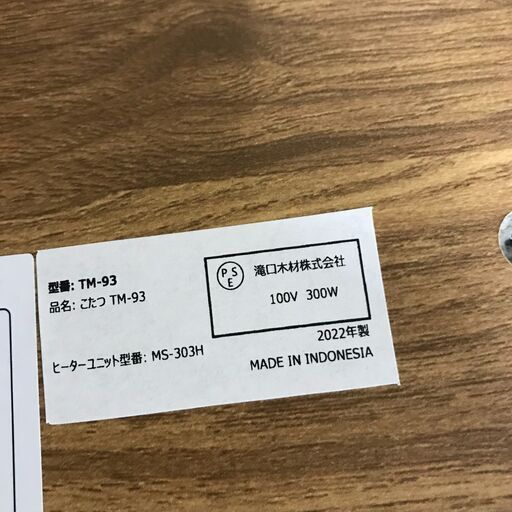 型番: TM-93
品名: こたつ TM-93
ヒーターユニット型番: MS-303H
PSE 滝口木材株式会社
100V 300W
2022年製
MADE IN INDONESIA